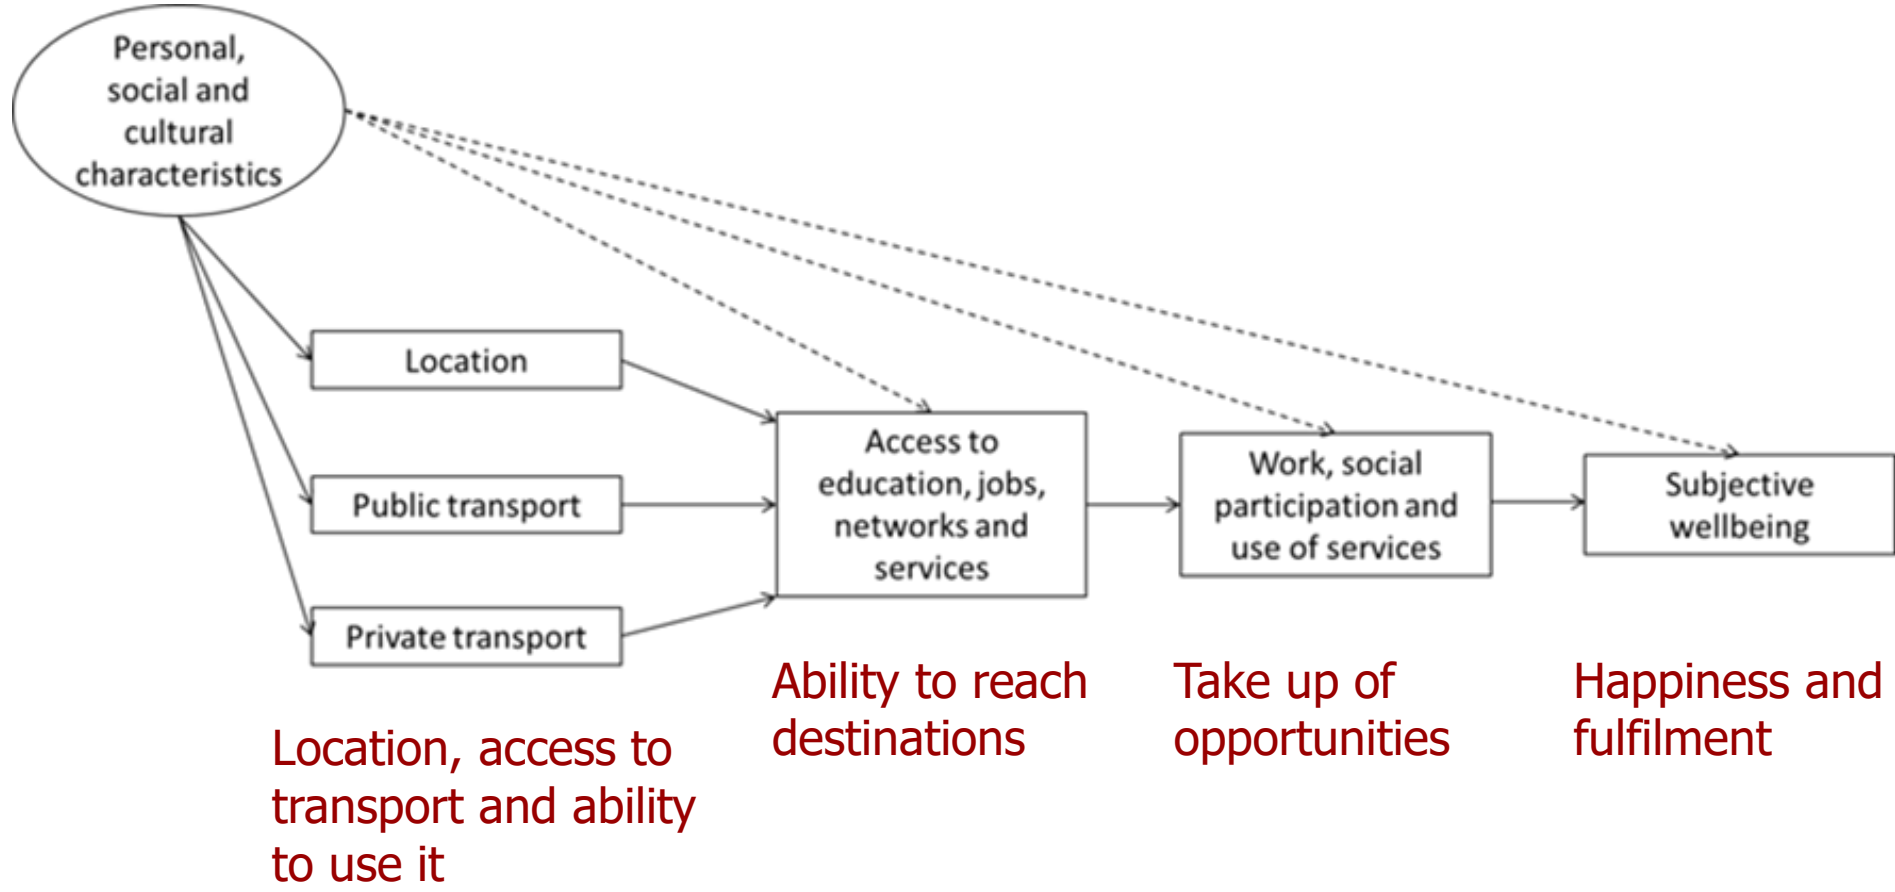 Personal,
social and
cultural
characteristics
Location
Public transport
Private transport
Access to
education, jobs,
networks and
services
Work, social
participation and
use of services
Subjective
wellbeing
Location, access to
transport and ability
to use it
Ability to reach
destinations
Take up of
opportunities
Happiness and
fulfilment